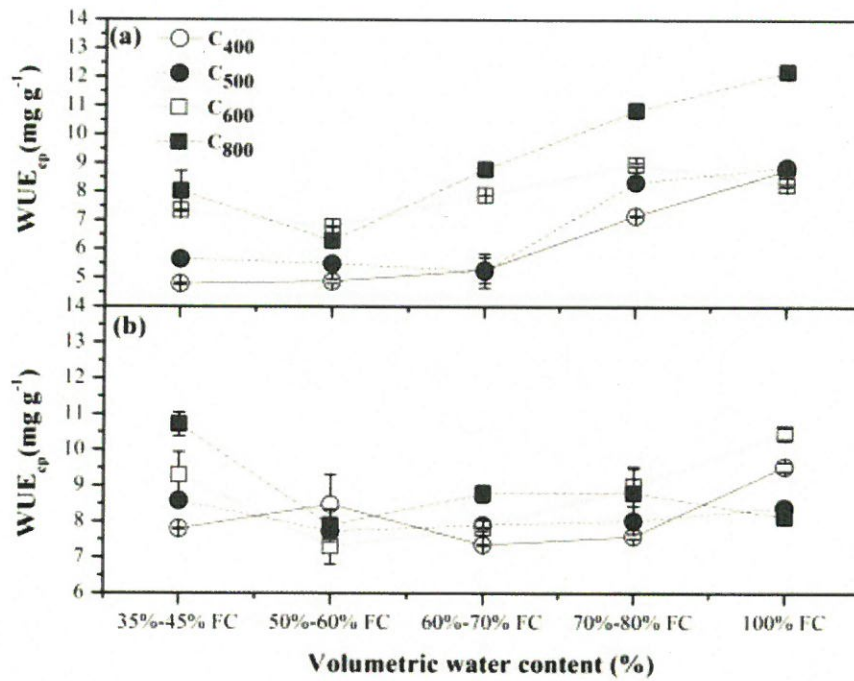 (a)
C400
C500
C600
C800
WUEcp(mg g-1)
14
13
12
11
10
9
8
7
6
5
14
(b)
WUEcp(mg g-1)
13
12
11
10
9
8
7
6
35%-45% FC 50%-60% FC 60%-70% FC 70%-80% FC 100% FC
Volumetric water content (%)